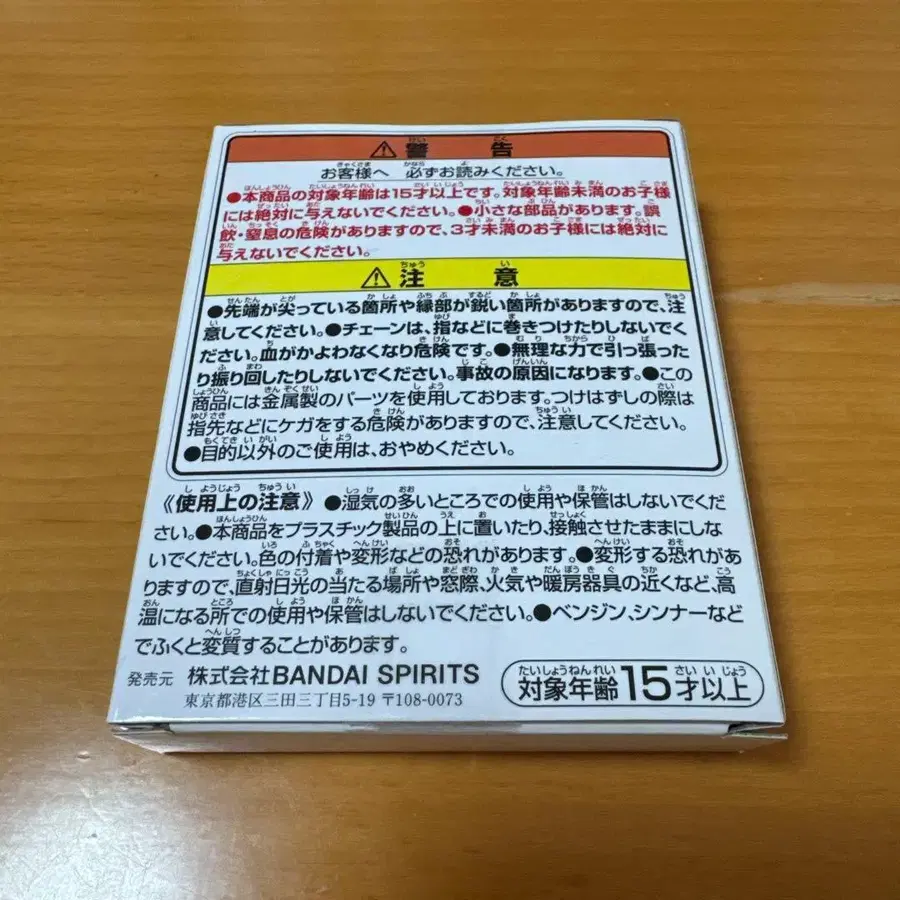 ⚠警告
お客様へ 必ずお読みください。
●本商品の対象年齢は15才以上です。対象年齢未満のお子様
には絶対に与えないでください。●小さな部品があります。誤
飲・窒息の危険がありますので、3才未満のお子様には絶対に
与えないでください。
⚠注意
●先端が尖っている箇所や縁部が鋭い箇所がありますので、注
意してください。●チェーンは、指などに巻きつけたりしないでく
ださい。血がかよわなくなり危険です。●無理な力で引っ張った
り振り回したりしないでください。事故の原因になります。●この
商品には金属製のパーツを使用しております。つけはずしの際は
指先などにケガをする危険がありますので、注意してください。
●目的以外のご使用は、おやめください。
《使用上の注意》 ●湿気の多いところでの使用や保管はしないでくだ
さい。●本商品をプラスチック製品の上に置いたり、接触させたままにしな
いでください。色の付着や変形などの恐れがあります。●変形する恐れがあ
りますので、直射日光の当たる場所や窓際、火気や暖房器具の近くなど、高
温になる所での使用や保管はしないでください。●ベンジン、シンナーなど
でふくと変質することがあります。
発売元 株式会社BANDAI SPIRITS
東京都港区三田三丁目5-19 〒108-0073
対象年齢15才以上